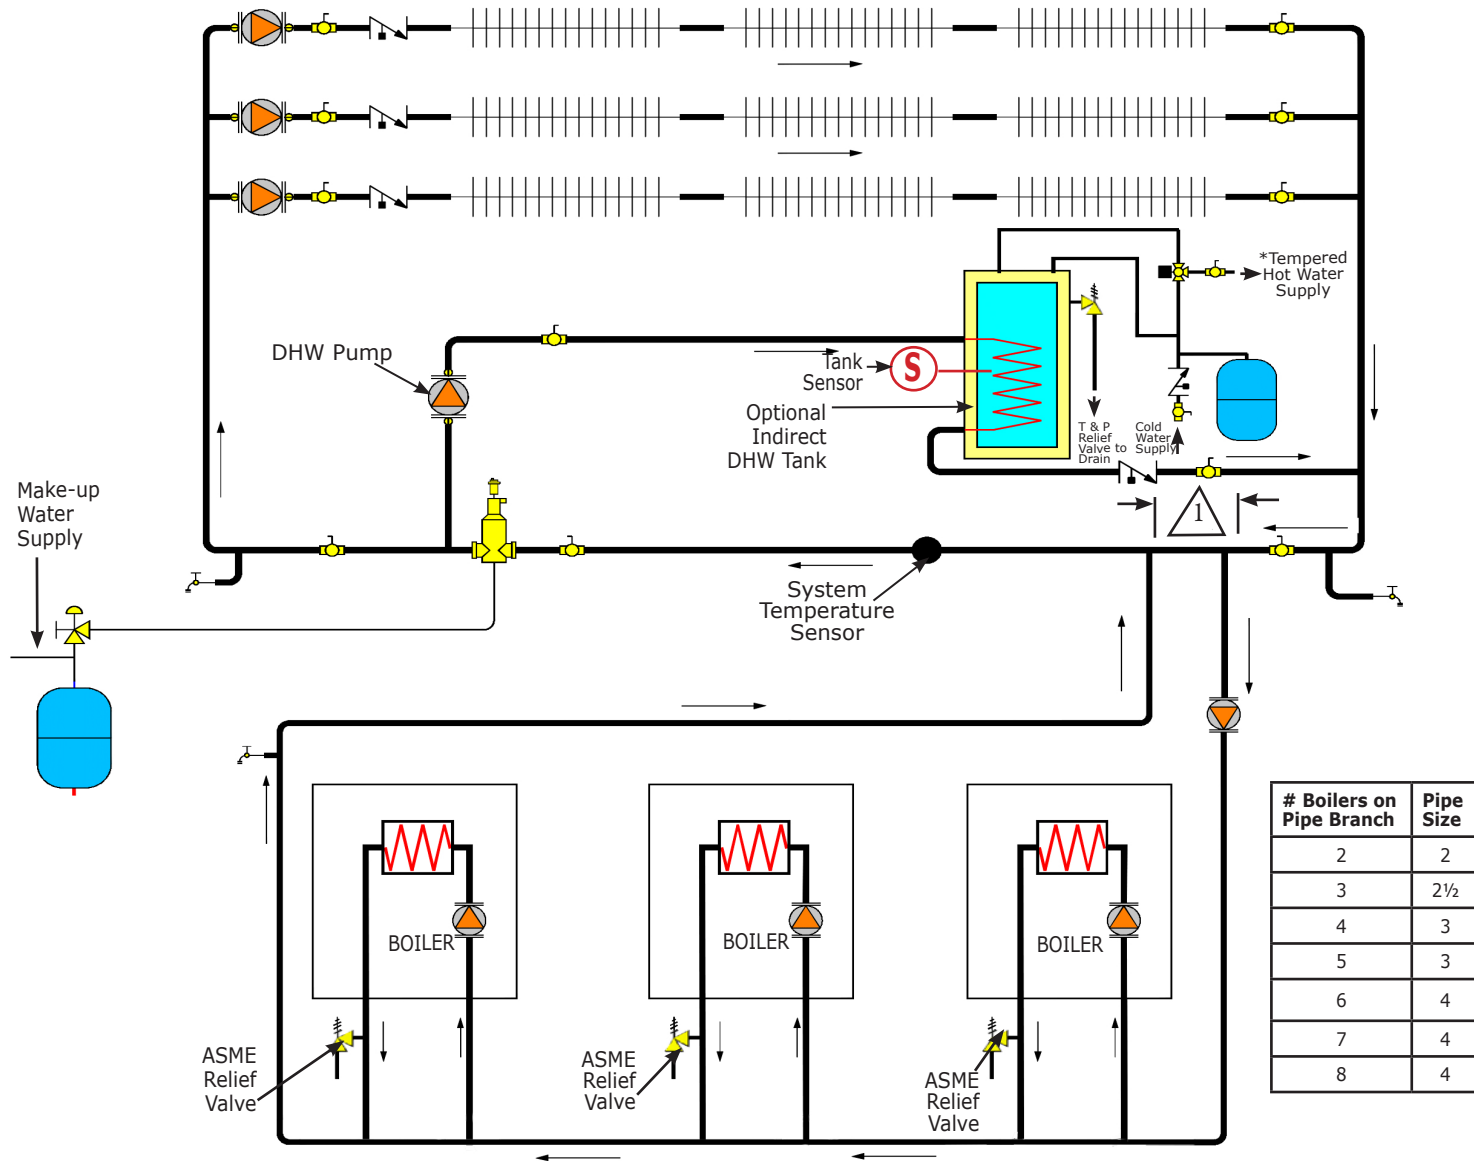 *Tempered
Hot Water
Supply
DHW Pump
Tank
Sensor
S
Optional
Indirect
DHW Tank
T & P
Relief
Valve to
Drain
Cold
Water
Supply
1
Make-up
Water
Supply
System
Temperature
Sensor
BOILER
BOILER
BOILER
ASME
Relief
Valve
ASME
Relief
Valve
ASME
Relief
Valve
# Boilers on Pipe
Pipe Branch Size
2 2
3 2½
4 3
5 3
6 4
7 4
8 4